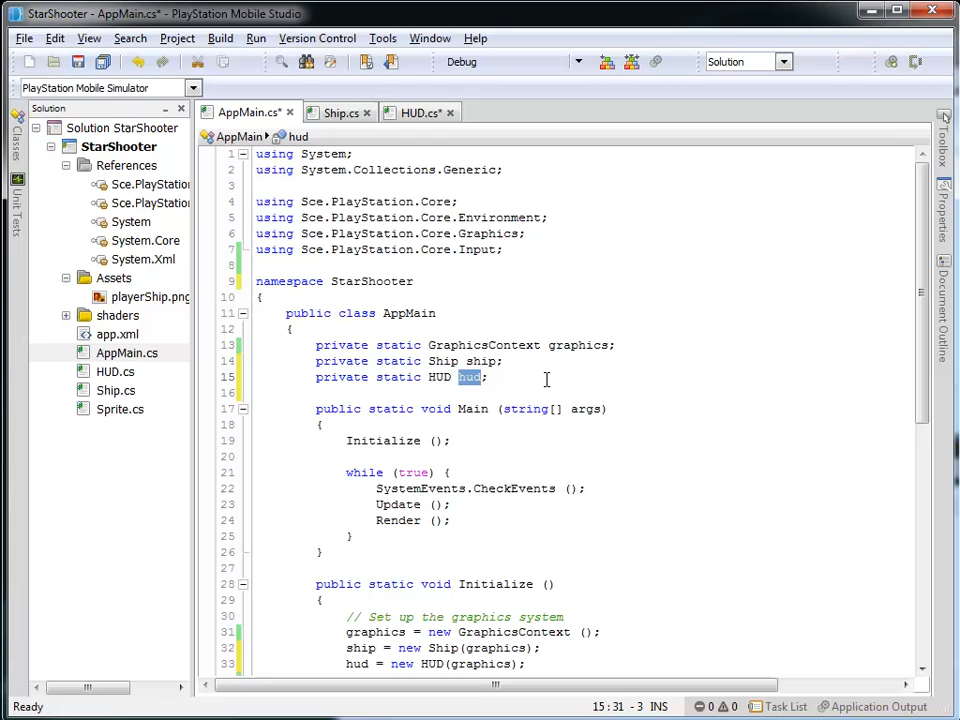 StarShooter - AppMain.cs* - PlayStation Mobile Studio
File Edit View Search Project Build Run Version Control Tools Window Help
Debug Solution
PlayStation Mobile Simulator
Solution
Solution StarShooter
StarShooter
References
Sce.PlayStatio
Sce.PlayStatio
System
System.Core
System.Xml
Assets
playerShip.png
shaders
app.xml
AppMain.cs
HUD.cs
Ship.cs
Sprite.cs
Classes
Unit Tests
AppMain.cs* Ship.cs HUD.cs*
AppMain hud
1 using System;
2 using System.Collections.Generic;
3
4 using Sce.PlayStation.Core;
5 using Sce.PlayStation.Core.Environment;
6 using Sce.PlayStation.Core.Graphics;
7 using Sce.PlayStation.Core.Input;
8
9 namespace StarShooter
10 {
11 public class AppMain
12 {
13 private static GraphicsContext graphics;
14 private static Ship ship;
15 private static HUD hud;
16
17 public static void Main (string[] args)
18 {
19 Initialize ();
20
21 while (true) {
22 SystemEvents.CheckEvents ();
23 Update ();
24 Render ();
25 }
26 }
27
28 public static void Initialize ()
29 {
30 // Set up the graphics system
31 graphics = new GraphicsContext ();
32 ship = new Ship(graphics);
33 hud = new HUD(graphics);
Toolbox
Properties
Document Outline
Ready 15 : 31 - 3 INS 0 0 Task List Application Output